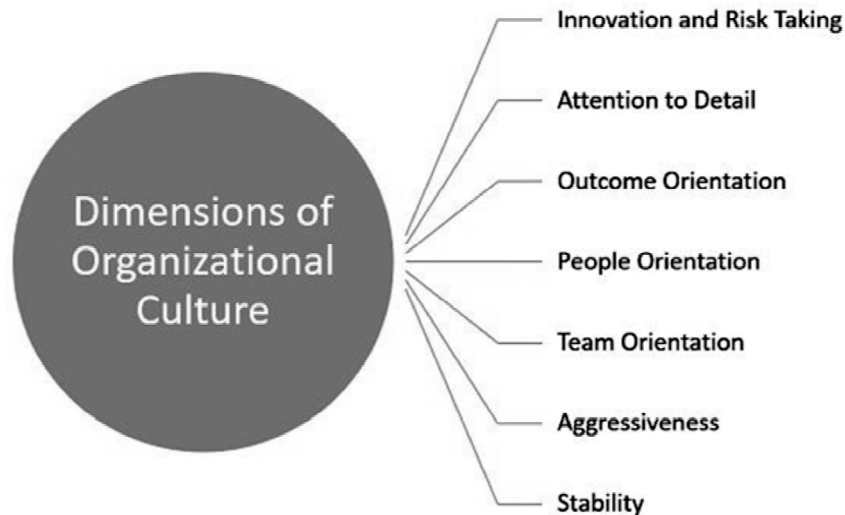 Dimensions of
Organizational
Culture
Innovation and Risk Taking
Attention to Detail
Outcome Orientation
People Orientation
Team Orientation
Aggressiveness
Stability